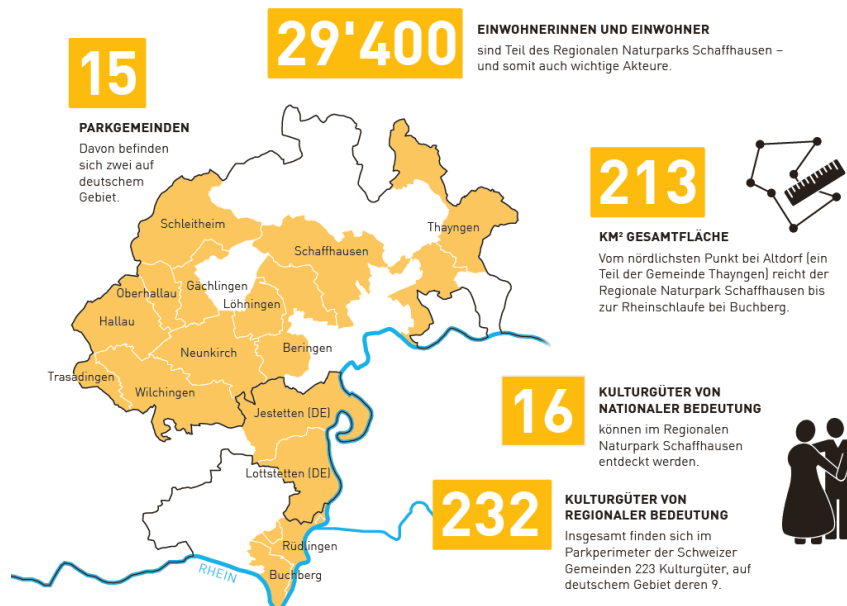 29'400
EINWOHNERINNEN UND EINWOHNER
sind Teil des Regionalen Naturparks Schaffhausen –
und somit auch wichtige Akteure.
15
PARKGEMEINDEN
Davon befinden
sich zwei auf
deutschem
Gebiet.
213
KM² GESAMTFLÄCHE
Vom nördlichsten Punkt bei Altdorf (ein
Teil der Gemeinde Thayngen) reicht der
Regionale Naturpark Schaffhausen bis
zur Rheinschlaufe bei Buchberg.
Schleitheim
Schaffhausen
Thayngen
Gächlingen
Oberhallau
Löhningen
Hallau
Neunkirch
Beringen
Trasadingen
Wilchingen
Jestetten (DE)
Lottstetten (DE)
Rüdlingen
Buchberg
RHEIN
16
KULTURGÜTER VON
NATIONALER BEDEUTUNG
können im Regionalen
Naturpark Schaffhausen
entdeckt werden.
232
KULTURGÜTER VON
REGIONALER BEDEUTUNG
Insgesamt finden sich im
Parkperimeter der Schweizer
Gemeinden 223 Kulturgüter, auf
deutschem Gebiet deren 9.